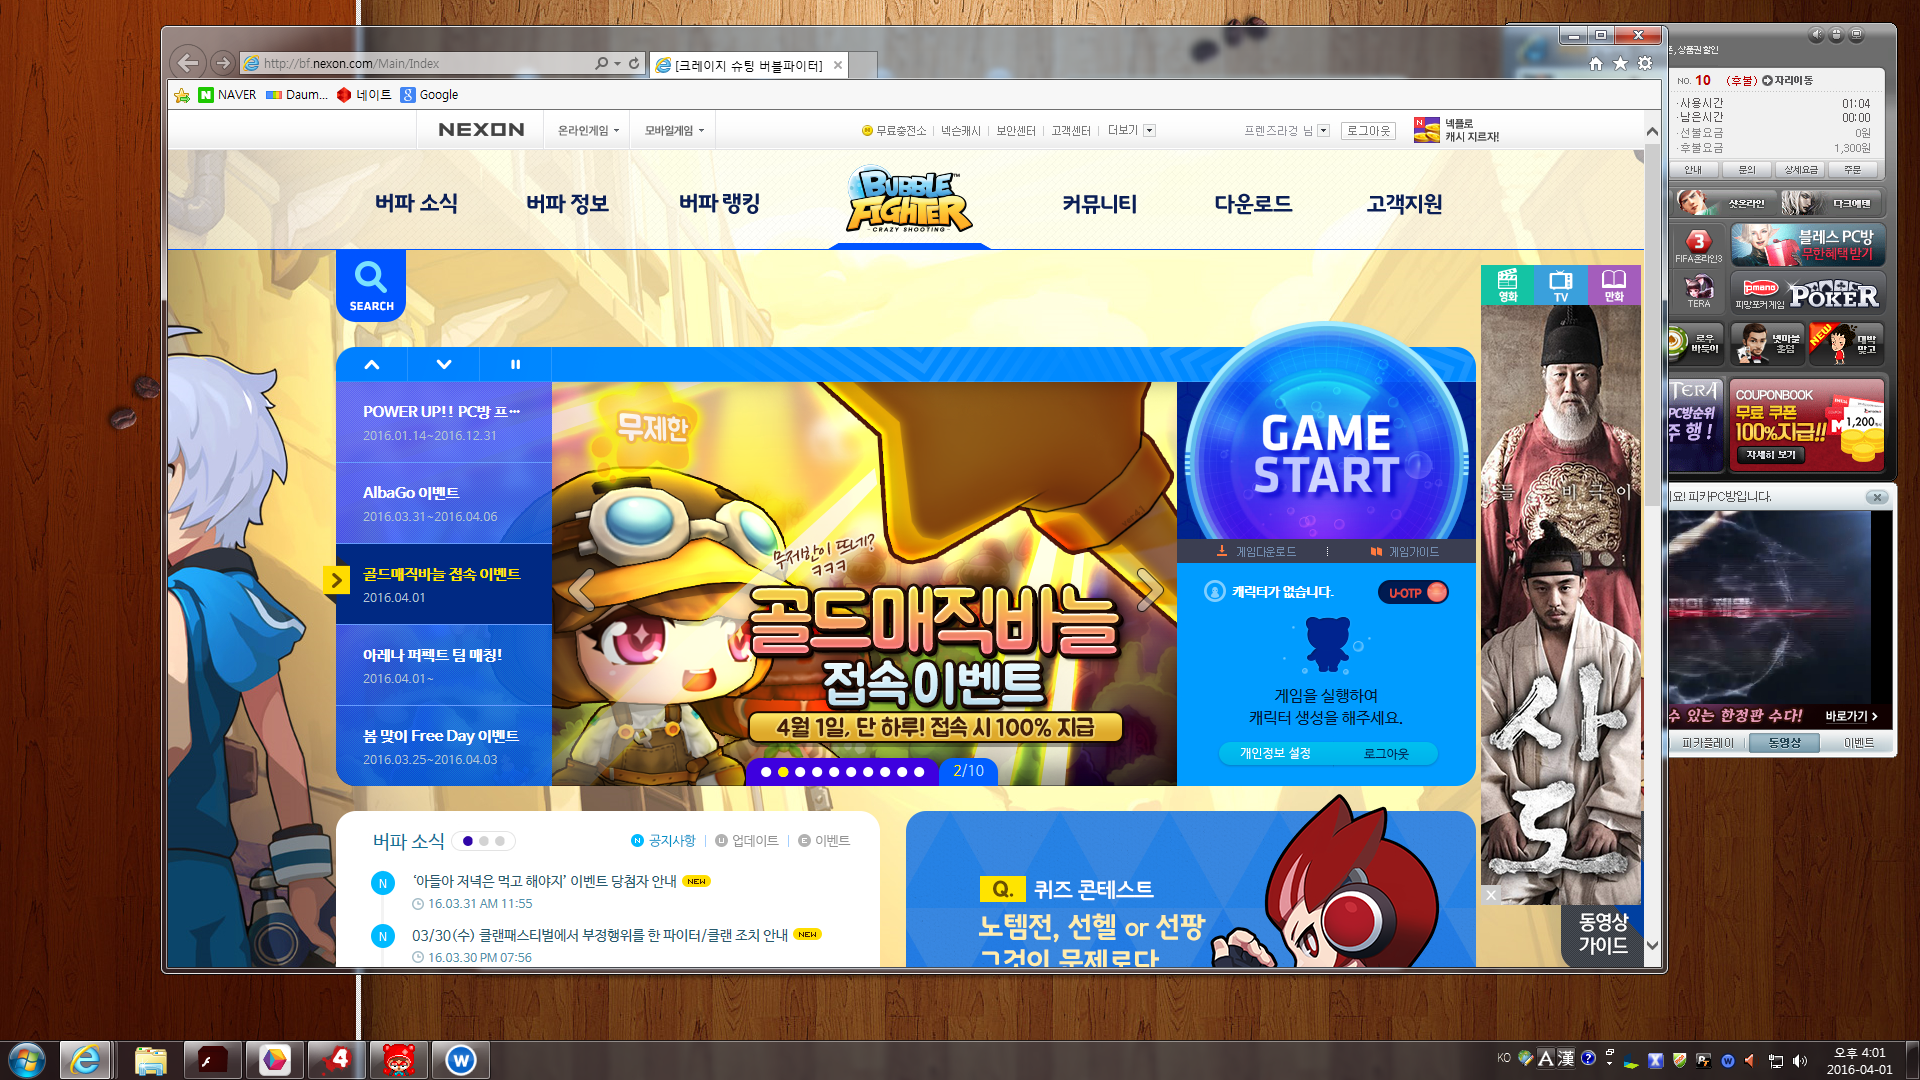 http://bf.nexon.com/Main/Index
[크레이지 슈팅 버블파이터]
NAVER
Daum...
네이트
Google
NEXON
온라인게임
모바일게임
무료충전소
넥슨캐시
보안센터
고객센터
더보기
프렌즈라겅 님
로그아웃
넥플로
캐시 지르자!
버파 소식
버파 정보
버파 랭킹
BUBBLE
FIGHTER
- CRAZY SHOOTING -
커뮤니티
다운로드
고객지원
SEARCH
POWER UP!! PC방 프…
2016.01.14~2016.12.31
AlbaGo 이벤트
2016.03.31~2016.04.06
골드매직바늘 접속 이벤트
2016.04.01
아레나 퍼펙트 팀 매칭!
2016.04.01~
봄 맞이 Free Day 이벤트
2016.03.25~2016.04.03
무제한
무제한이 뜨네?
ㅋㅋㅋ
골드매직바늘
접속이벤트
4월 1일, 단 하루! 접속 시 100% 지급
2/10
GAME
START
게임다운로드
게임가이드
캐릭터가 없습니다.
U-OTP
게임을 실행하여
캐릭터 생성을 해주세요.
개인정보 설정
로그아웃
버파 소식
N 공지사항
U 업데이트
E 이벤트
N
‘아들아 저녁은 먹고 해야지’ 이벤트 당첨자 안내 NEW
16.03.31 AM 11:55
N
03/30(수) 클랜패스티벌에서 부정행위를 한 파이터/클랜 조치 안내 NEW
16.03.30 PM 07:56
Q. 퀴즈 콘테스트
노템전, 선헬 or 선팡
그것이 문제로다
영화
TV
만화
사도
동영상
가이드
상품권할인
NO. 10 (후불) 자리이동
·사용시간 01:04
·남은시간 00:00
·선불요금 0원
·후불요금 1,300원
안내
문의
상세요금
주문
샷온라인
다크에덴
3
FIFA온라인3
블레스 PC방
무한혜택받기
TERA
pmang
피망포커게임
POKER
로우
바둑이
넷마블
홀덤
NEW
대박
맞고
TERA
PC방순위
주 행 !
COUPONBOOK
무료 쿠폰
100%지급!!
1,200
자세히 보기
요! 피카PC방입니다.
수 있는 한정판 수다!
바로가기 >
피카플레이
동영상
이벤트
KO
A
漢
오후 4:01
2016-04-01